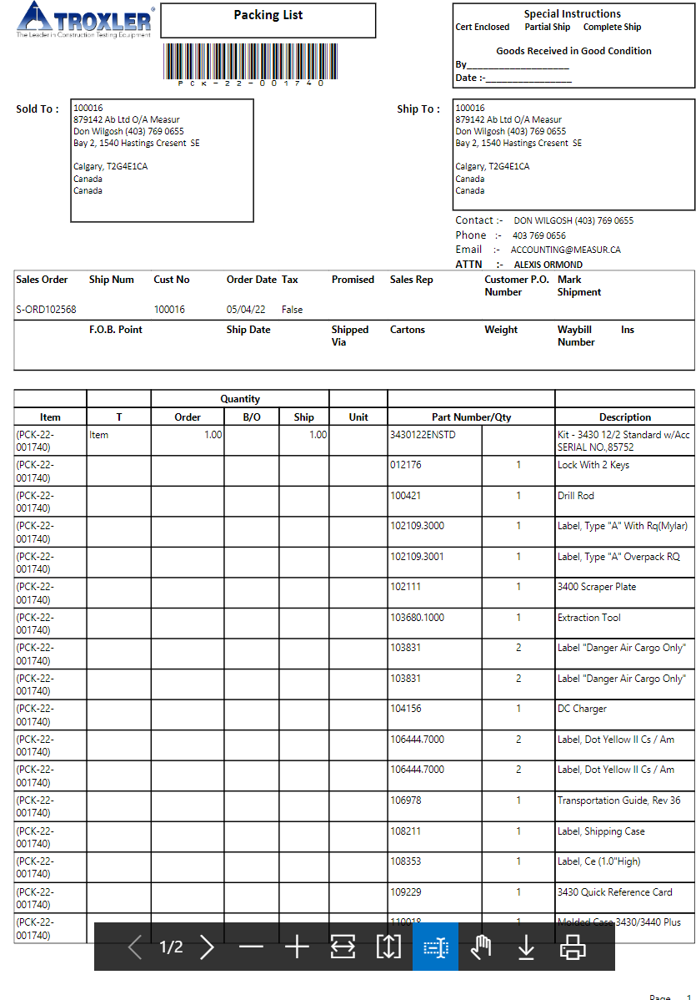 TROXLER
The Leader in Construction Testing Equipment
Packing List
PCK-22-001740
Special Instructions
Cert Enclosed Partial Ship Complete Ship
Goods Received in Good Condition
By___________________
Date :-________________
Sold To :
100016
879142 Ab Ltd O/A Measur
Don Wilgosh (403) 769 0655
Bay 2, 1540 Hastings Cresent SE
Calgary, T2G4E1CA
Canada
Canada
Ship To :
100016
879142 Ab Ltd O/A Measur
Don Wilgosh (403) 769 0655
Bay 2, 1540 Hastings Cresent SE
Calgary, T2G4E1CA
Canada
Canada
Contact :- DON WILGOSH (403) 769 0655
Phone :- 403 769 0656
Email :- ACCOUNTING@MEASUR.CA
ATTN :- ALEXIS ORMOND
Sales Order Ship Num Cust No Order Date Tax Promised Sales Rep Customer P.O. Mark
Number Shipment
S-ORD102568 100016 05/04/22 False
F.O.B. Point Ship Date Shipped Cartons Weight Waybill Ins
Via Number
Quantity
Item T Order B/O Ship Unit Part Number/Qty Description
(PCK-22- Item 1.00 1.00 3430122ENSTD Kit - 3430 12/2 Standard w/Acc
001740) SERIAL NO.,85752
(PCK-22- 012176 1 Lock With 2 Keys
001740)
(PCK-22- 100421 1 Drill Rod
001740)
(PCK-22- 102109.3000 1 Label, Type "A" With Rq(Mylar)
001740)
(PCK-22- 102109.3001 1 Label, Type "A" Overpack RQ
001740)
(PCK-22- 102111 1 3400 Scraper Plate
001740)
(PCK-22- 103680.1000 1 Extraction Tool
001740)
(PCK-22- 103831 2 Label "Danger Air Cargo Only"
001740)
(PCK-22- 103831 2 Label "Danger Air Cargo Only"
001740)
(PCK-22- 104156 1 DC Charger
001740)
(PCK-22- 106444.7000 2 Label, Dot Yellow II Cs / Am
001740)
(PCK-22- 106444.7000 2 Label, Dot Yellow II Cs / Am
001740)
(PCK-22- 106978 1 Transportation Guide, Rev 36
001740)
(PCK-22- 108211 1 Label, Shipping Case
001740)
(PCK-22- 108353 1 Label, Ce (1.0"High)
001740)
(PCK-22- 109229 1 3430 Quick Reference Card
001740)
(PCK-22- 110018 1 Molded Case 3430/3440 Plus
001740)
1/2
Page 1